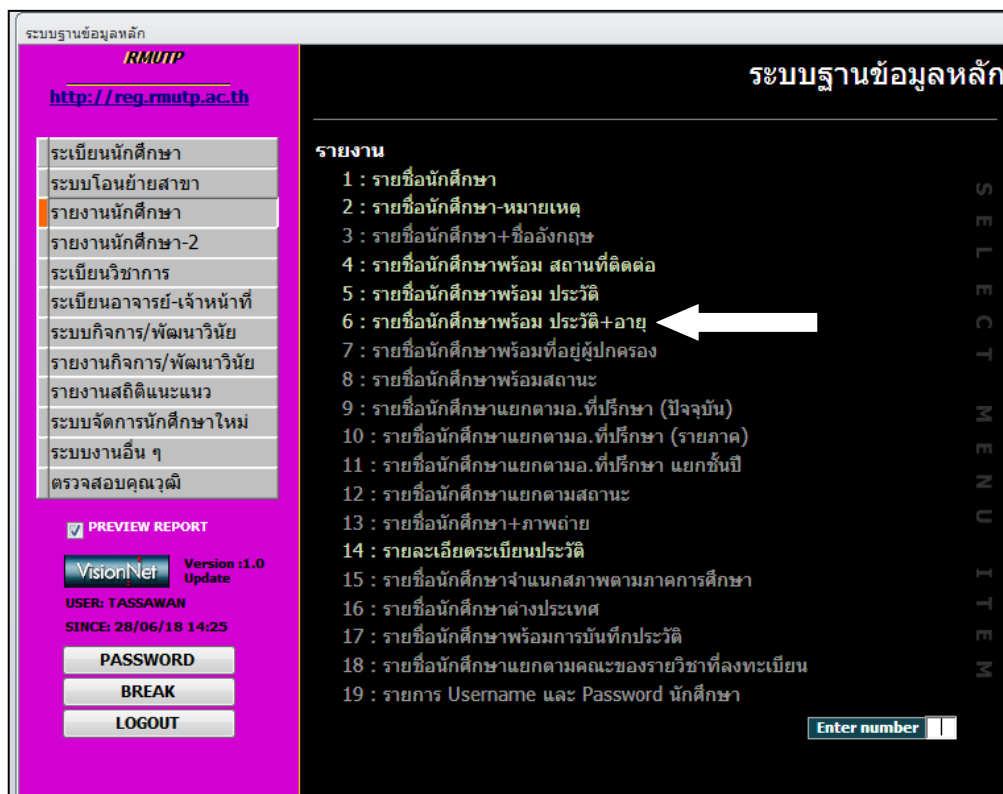 ระบบฐานข้อมูลหลัก
RMUTP
http://reg.rmutp.ac.th
ระเบียนนักศึกษา
ระบบโอนย้ายสาขา
รายงานนักศึกษา
รายงานนักศึกษา-2
ระเบียนวิชาการ
ระเบียนอาจารย์-เจ้าหน้าที่
ระบบกิจการ/พัฒนาวินัย
รายงานกิจการ/พัฒนาวินัย
รายงานสถิติแนะแนว
ระบบจัดการนักศึกษาใหม่
ระบบงานอื่น ๆ
ตรวจสอบคุณวุฒิ
PREVIEW REPORT
VisionNet
Version :1.0
Update
USER: TASSAWAN
SINCE: 28/06/18 14:25
PASSWORD
BREAK
LOGOUT
ระบบฐานข้อมูลหลัก
รายงาน
1 : รายชื่อนักศึกษา
2 : รายชื่อนักศึกษา-หมายเหตุ
3 : รายชื่อนักศึกษา+ชื่ออังกฤษ
4 : รายชื่อนักศึกษาพร้อม สถานที่ติดต่อ
5 : รายชื่อนักศึกษาพร้อม ประวัติ
6 : รายชื่อนักศึกษาพร้อม ประวัติ+อายุ
7 : รายชื่อนักศึกษาพร้อมที่อยู่ผู้ปกครอง
8 : รายชื่อนักศึกษาพร้อมสถานะ
9 : รายชื่อนักศึกษาแยกตามอ.ที่ปรึกษา (ปัจจุบัน)
10 : รายชื่อนักศึกษาแยกตามอ.ที่ปรึกษา (รายภาค)
11 : รายชื่อนักศึกษาแยกตามอ.ที่ปรึกษา แยกชั้นปี
12 : รายชื่อนักศึกษาแยกตามสถานะ
13 : รายชื่อนักศึกษา+ภาพถ่าย
14 : รายละเอียดระเบียนประวัติ
15 : รายชื่อนักศึกษาจำแนกสภาพตามภาคการศึกษา
16 : รายชื่อนักศึกษาต่างประเทศ
17 : รายชื่อนักศึกษาพร้อมการบันทึกประวัติ
18 : รายชื่อนักศึกษาแยกตามคณะของรายวิชาที่ลงทะเบียน
19 : รายการ Username และ Password นักศึกษา
Enter number
SELECT MENU ITEM